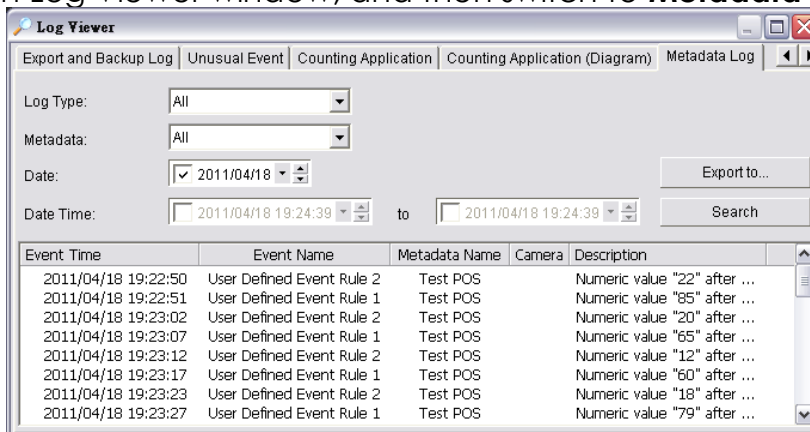 Log Viewer window, and then switch to
Log Viewer
Export and Backup Log Unusual Event Counting Application Counting Application (Diagram) Metadata Log
Log Type: All
Metadata: All
Date: 2011/04/18 Export to...
Date Time: 2011/04/18 19:24:39 to 2011/04/18 19:24:39 Search
Event Time Event Name Metadata Name Camera Description
2011/04/18 19:22:50 User Defined Event Rule 2 Test POS Numeric value "22" after ...
2011/04/18 19:22:51 User Defined Event Rule 1 Test POS Numeric value "85" after ...
2011/04/18 19:23:02 User Defined Event Rule 2 Test POS Numeric value "20" after ...
2011/04/18 19:23:07 User Defined Event Rule 1 Test POS Numeric value "65" after ...
2011/04/18 19:23:12 User Defined Event Rule 2 Test POS Numeric value "12" after ...
2011/04/18 19:23:17 User Defined Event Rule 1 Test POS Numeric value "60" after ...
2011/04/18 19:23:23 User Defined Event Rule 2 Test POS Numeric value "18" after ...
2011/04/18 19:23:27 User Defined Event Rule 1 Test POS Numeric value "79" after ...